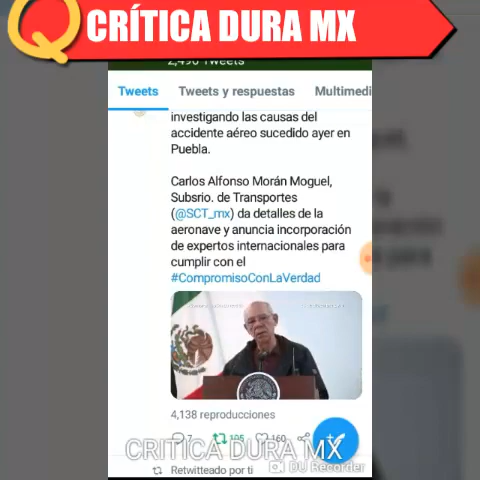 CRÍTICA DURA MX
2,490 Tweets
Tweets Tweets y respuestas Multimedi
investigando las causas del
accidente aéreo sucedido ayer en
Puebla.
Carlos Alfonso Morán Moguel,
Subsrio. de Transportes
(@SCT_mx) da detalles de la
aeronave y anuncia incorporación
de expertos internacionales para
cumplir con el
#CompromisoConLaVerdad
4,138 reproducciones
7 105 160
CRITICA DURA MX
DU Recorder
Retwitteado por ti